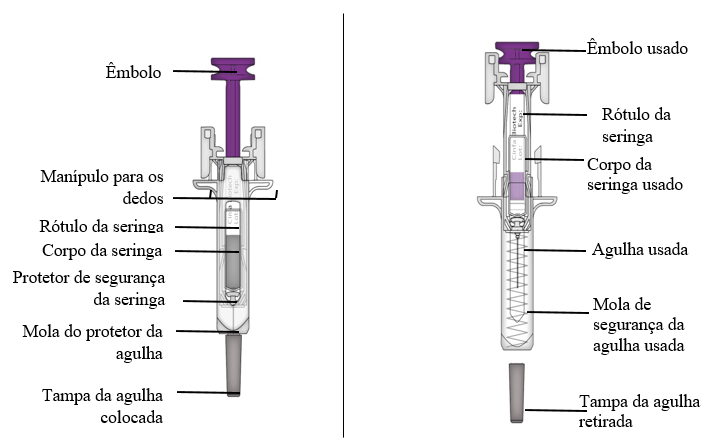 Êmbolo
Manípulo para os
dedos
Rótulo da seringa
Corpo da seringa
Protetor de segurança
da seringa
Mola do protetor da
agulha
Tampa da agulha
colocada
Êmbolo usado
Rótulo da
seringa
Corpo da
seringa usado
Agulha usada
Mola de
segurança da
agulha usada
Tampa da agulha
retirada